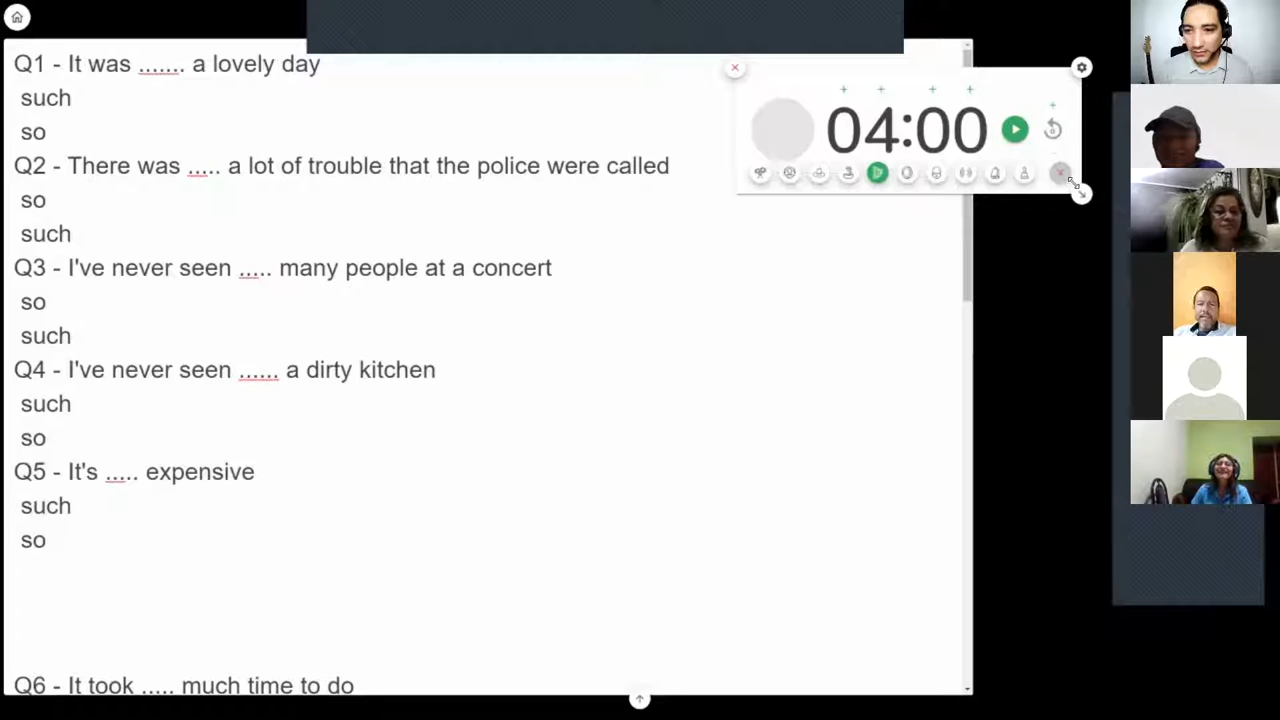 Q1 - It was ....... a lovely day
such
so
Q2 - There was ..... a lot of trouble that the police were called
so
such
Q3 - I've never seen ..... many people at a concert
so
such
Q4 - I've never seen ...... a dirty kitchen
such
so
Q5 - It's ..... expensive
such
so
Q6 - It took ..... much time to do
04:00